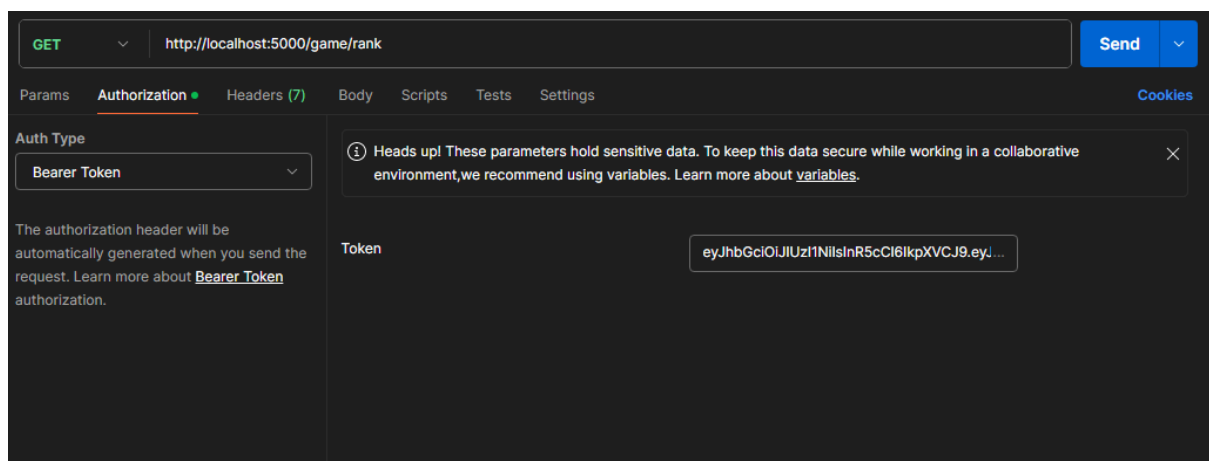 GET http://localhost:5000/game/rank Send
Params Authorization Headers (7) Body Scripts Tests Settings Cookies
Auth Type
Bearer Token
The authorization header will be
automatically generated when you send the
request. Learn more about Bearer Token
authorization.
Heads up! These parameters hold sensitive data. To keep this data secure while working in a collaborative
environment,we recommend using variables. Learn more about variables.
Token eyJhbGciOiJIUzI1NiIsInR5cCI6IkpXVCJ9.eyJ...